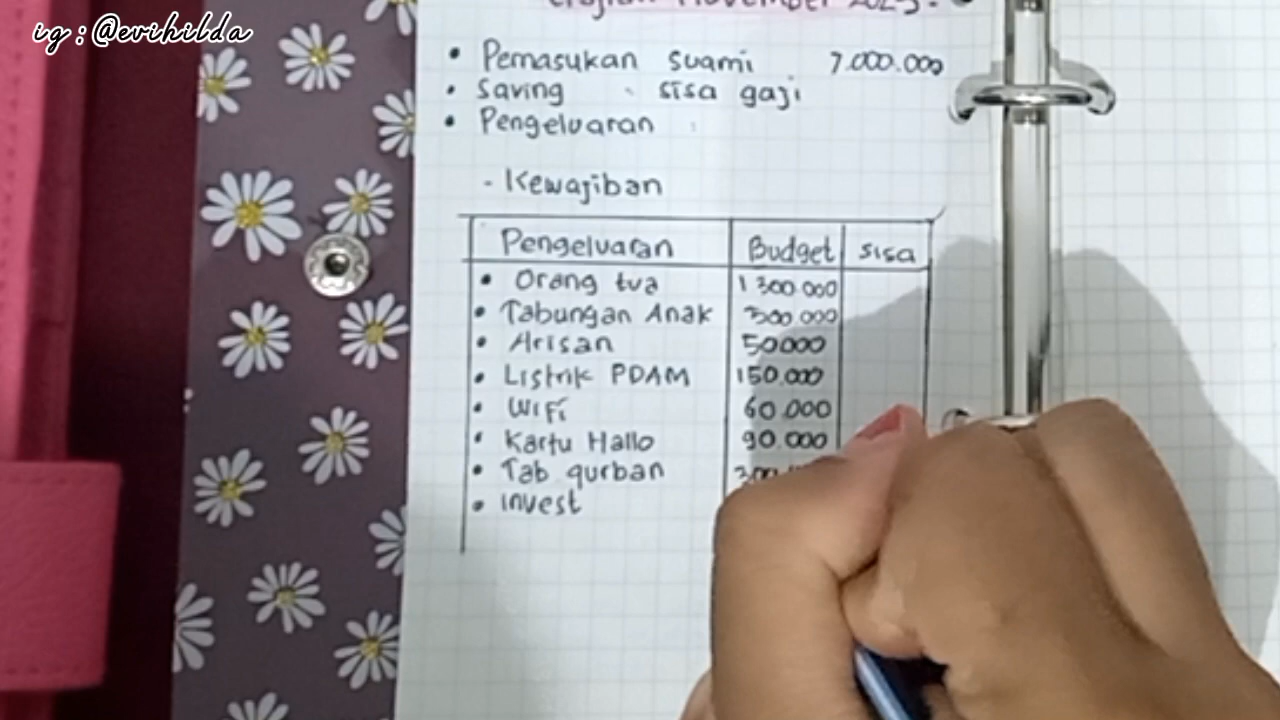 ig : @evihilda
November
• Pemasukan suami 7.000.000
• Saving : sisa gaji
• Pengeluaran :
- Kewajiban
Pengeluaran Budget Sisa
• Orang tua 1 300.000
• Tabungan Anak 300.000
• Arisan 50000
• Listrik PDAM 150.000
• WiFi 60.000
• Kartu Hallo 90.000
• Tab qurban
• invest